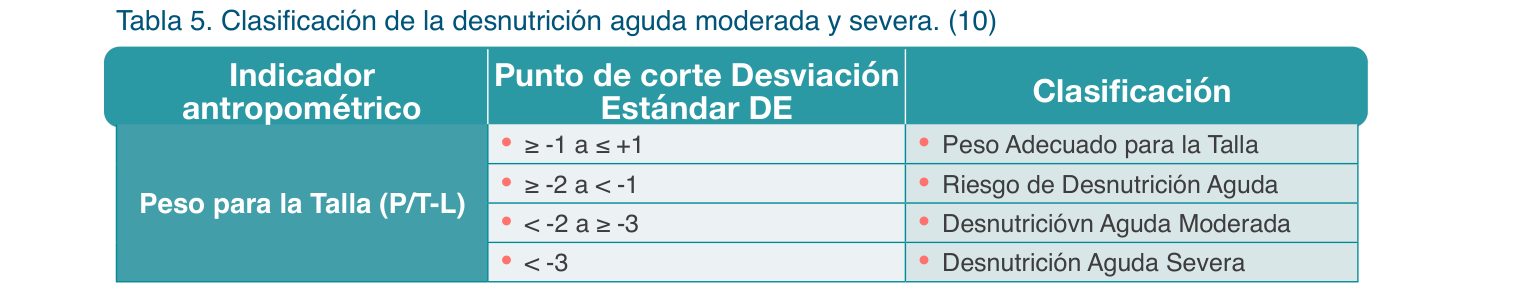 Tabla 5. Clasificación de la desnutrición aguda moderada y severa. (10)
Indicador
antropométrico
Punto de corte Desviación
Estándar DE
Clasificación
Peso para la Talla (P/T-L)
• ≥ -1 a ≤ +1
• Peso Adecuado para la Talla
• ≥ -2 a < -1
• Riesgo de Desnutrición Aguda
• < -2 a ≥ -3
• Desnutricióvn Aguda Moderada
• < -3
• Desnutrición Aguda Severa